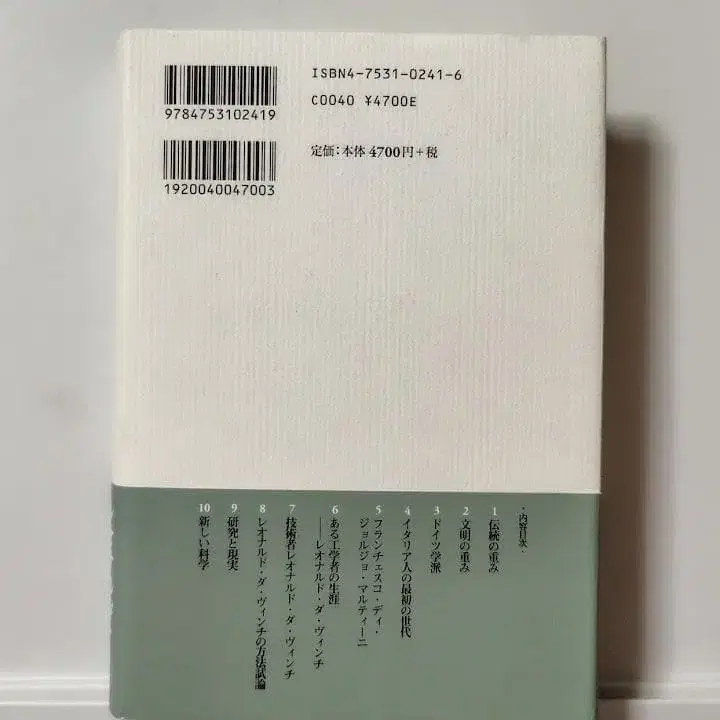 ISBN4-7531-0241-6
C0040 ¥4700E
9784753102419
定価：本体 4700円＋税
1920040047003
・内容目次・
1 伝統の重み
2 文明の重み
3 ドイツ学派
4 イタリア人の最初の世代
5 フランチェスコ・ディ・
ジョルジョ・マルティーニ
6 ある工学者の生涯
――レオナルド・ダ・ヴィンチ
7 技術者レオナルド・ダ・ヴィンチ
8 レオナルド・ダ・ヴィンチの方法試論
9 研究と現実
10 新しい科学